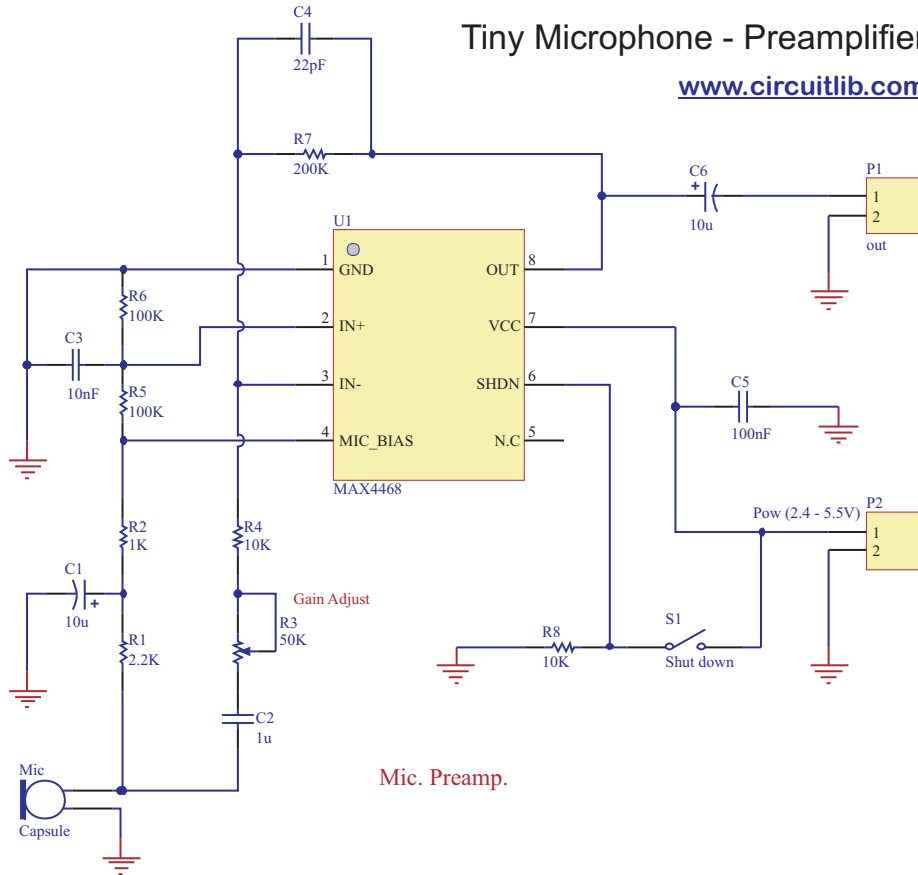 C4
22pF
Tiny Microphone - Preamplifier
www.circuitlib.com
R7
200K
C6
+
10u
P1
1
2
out
U1
1 GND
OUT 8
R6
100K
2 IN+
VCC 7
C3
10nF
R5
100K
3 IN-
SHDN 6
C5
100nF
4 MIC_BIAS
N.C 5
MAX4468
P2
Pow (2.4 - 5.5V)
1
2
R2
1K
R4
10K
C1
+
10u
Gain Adjust
R3
50K
R1
2.2K
S1
R8
10K
Shut down
C2
1u
Mic
Mic. Preamp.
Capsule